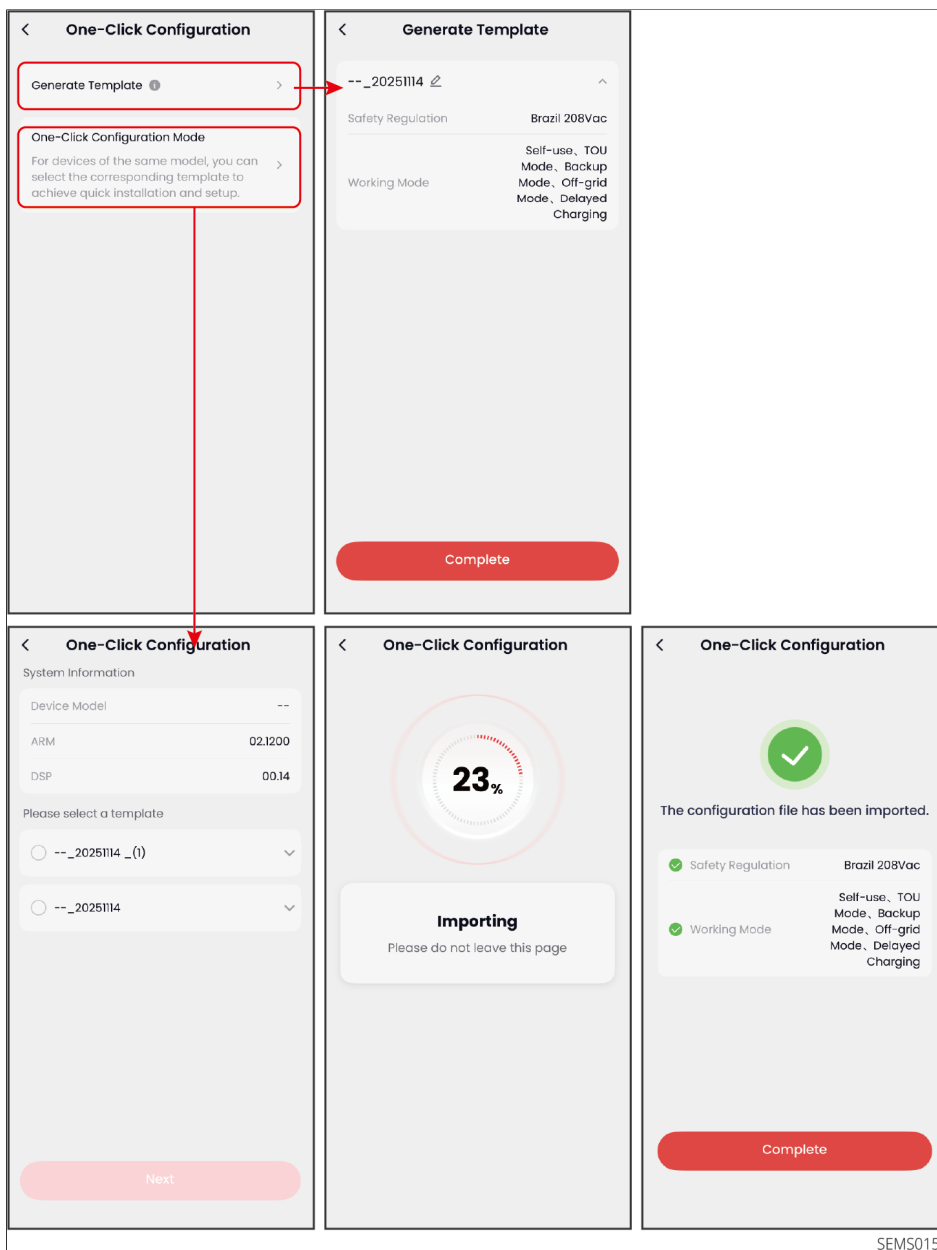 One-Click Configuration
Generate Template
One-Click Configuration Mode
For devices of the same model, you can
select the corresponding template to
achieve quick installation and setup.
Generate Template
--_20251114
Safety Regulation Brazil 208Vac
Working Mode
Self-use、TOU
Mode、Backup
Mode、Off-grid
Mode、Delayed
Charging
Complete
One-Click Configuration
System Information
Device Model --
ARM 02.1200
DSP 00.14
Please select a template
--_20251114 _(1)
--_20251114
Next
One-Click Configuration
23%
Importing
Please do not leave this page
One-Click Configuration
The configuration file has been imported.
Safety Regulation Brazil 208Vac
Working Mode
Self-use、TOU
Mode、Backup
Mode、Off-grid
Mode、Delayed
Charging
Complete
SEMS015